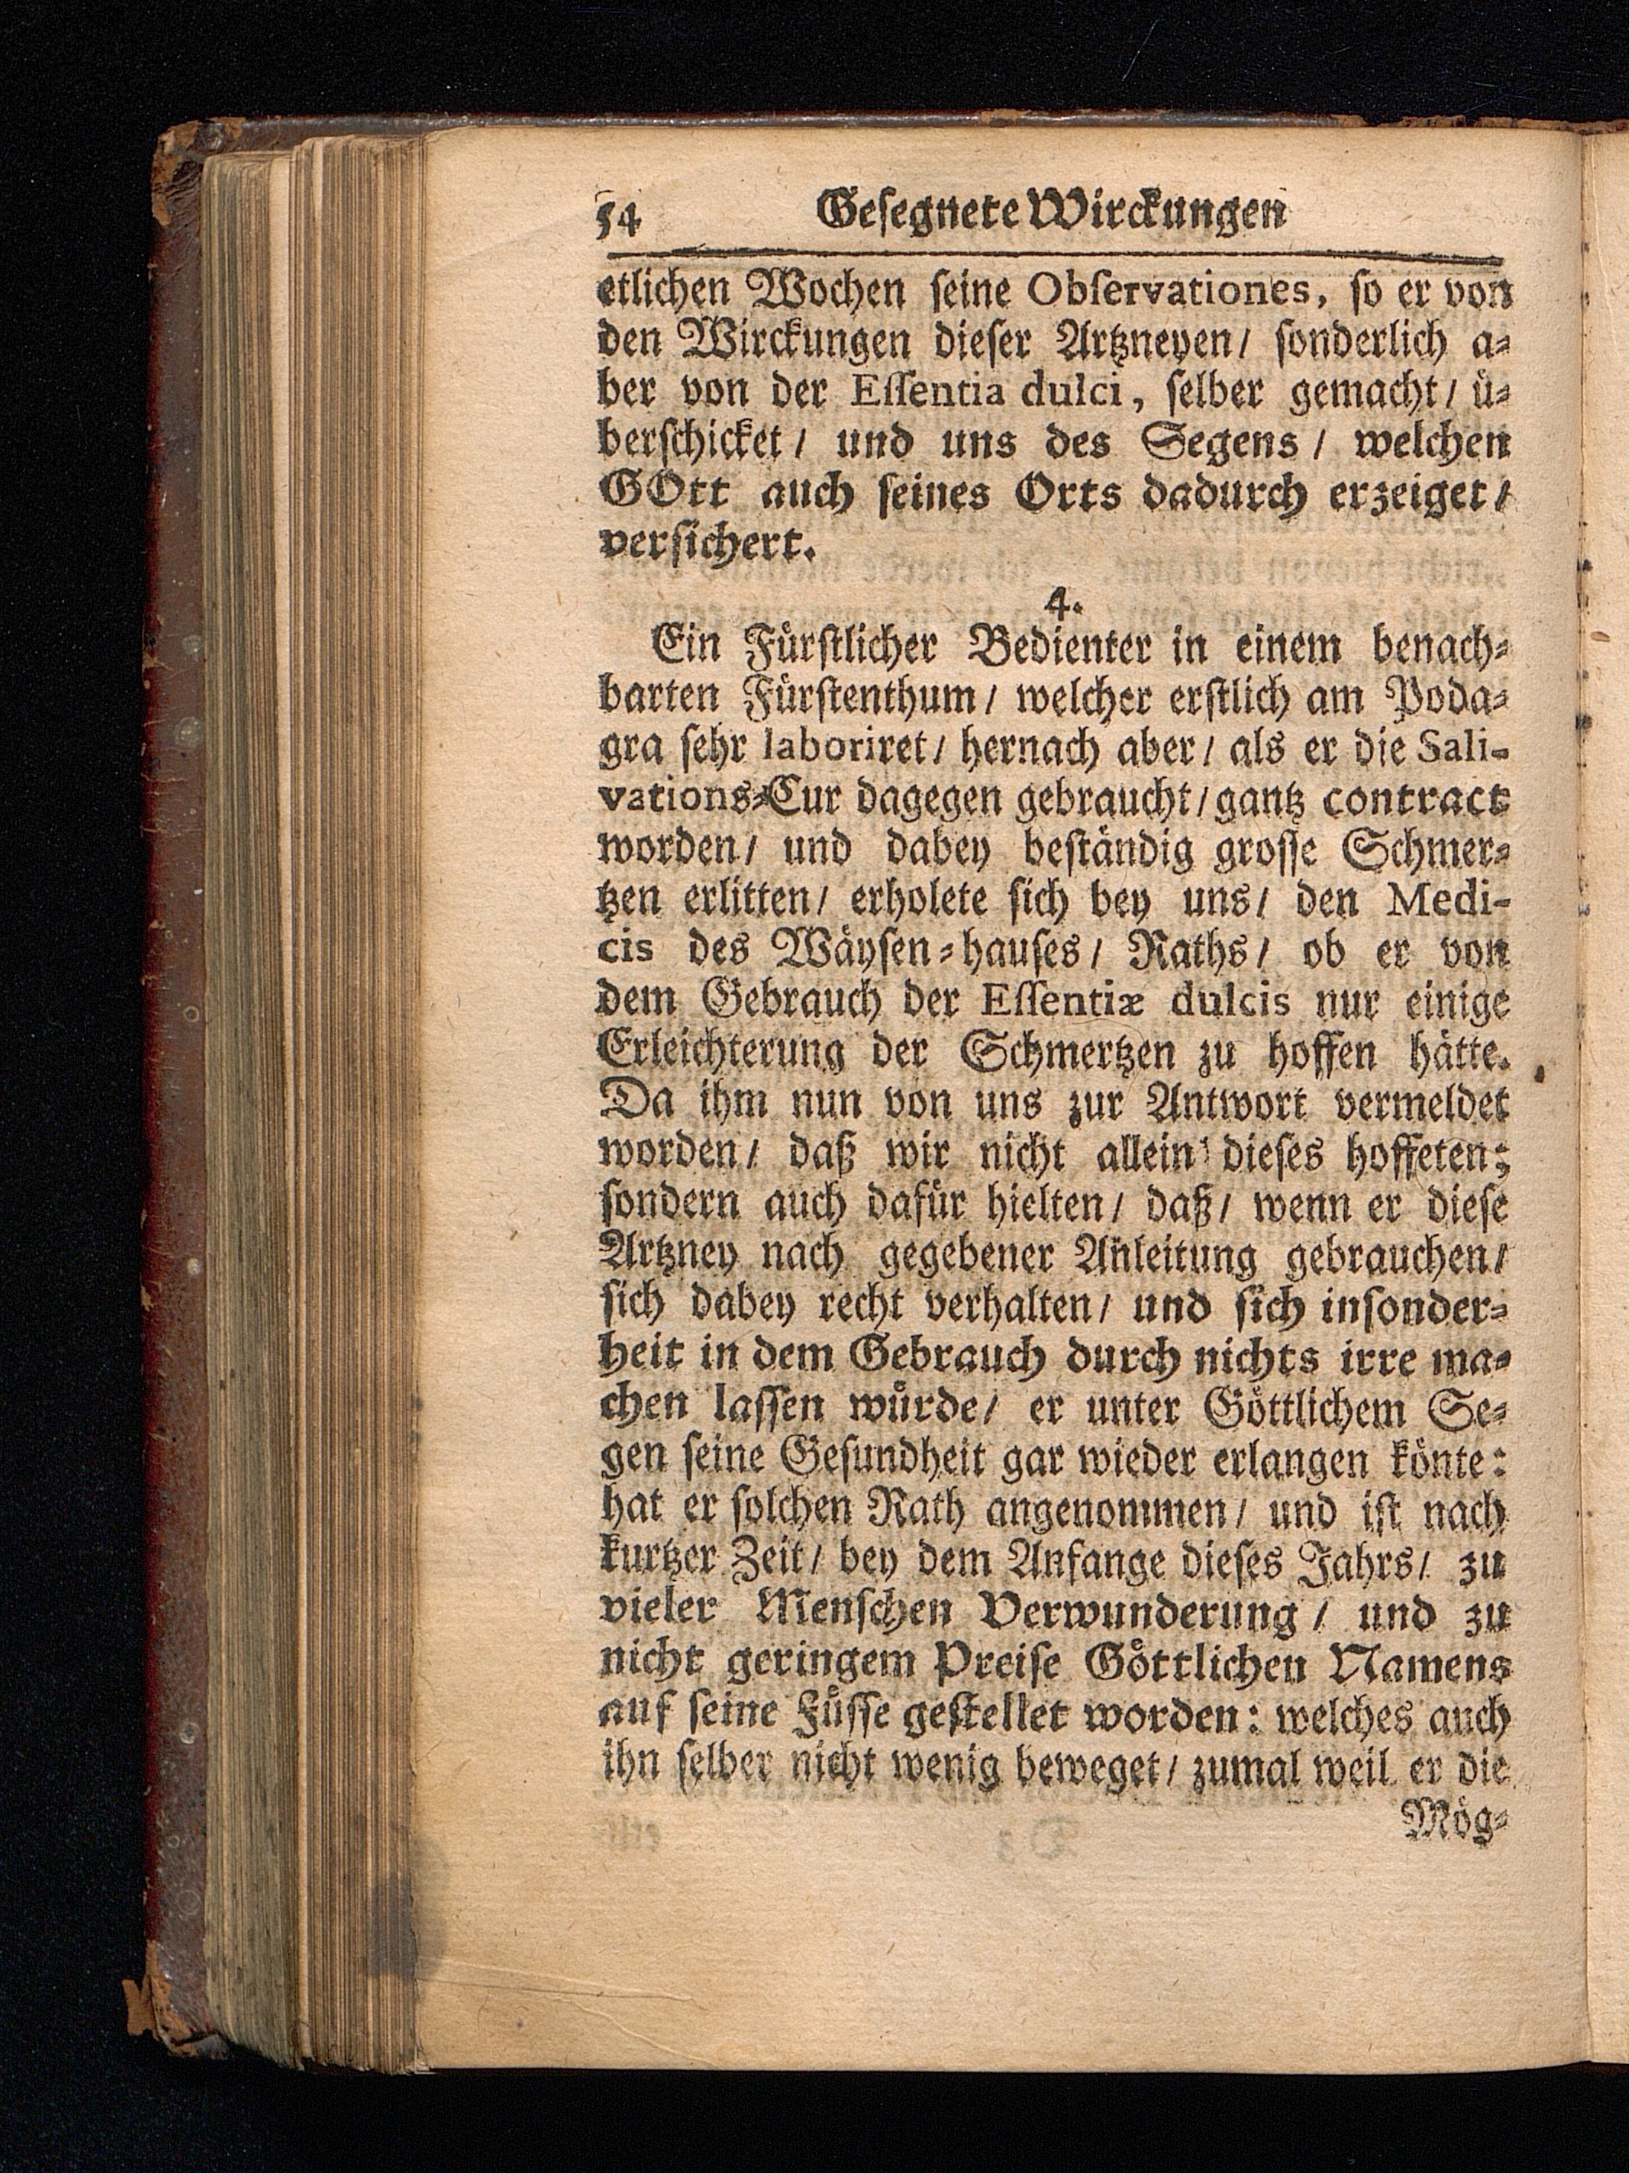 54 Gesegnete Wirckungen
etlichen Wochen seine Observationes, so er von
den Wirckungen dieser Artzneyen/ sonderlich a-
ber von der Essentia dulci, selber gemacht/ ü-
berschicket/ und uns des Segens/ welchen
GOtt auch seines Orts dadurch erzeiget/
versichert.
4.
Ein Fürstlicher Bedienter in einem benach-
barten Fürstenthum/ welcher erstlich am Poda-
gra sehr laboriret/ hernach aber/ als er die Sali-
vations-Cur dagegen gebraucht/ gantz contract
worden/ und dabey beständig grosse Schmer-
tzen erlitten/ erholete sich bey uns/ den Medi-
cis des Wäysen-hauses/ Raths/ ob er von
dem Gebrauch der Essentiæ dulcis nur einige
Erleichterung der Schmertzen zu hoffen hätte.
Da ihm nun von uns zur Antwort vermeldet
worden/ daß wir nicht allein dieses hoffeten;
sondern auch dafür hielten/ daß/ wenn er diese
Artzney nach gegebener Anleitung gebrauchen/
sich dabey recht verhalten/ und sich insonder-
heit in dem Gebrauch durch nichts irre ma-
chen lassen würde/ er unter Göttlichem Se-
gen seine Gesundheit gar wieder erlangen könte:
hat er solchen Rath angenommen/ und ist nach
kurtzer Zeit/ bey dem Anfange dieses Jahrs/ zu
vieler Menschen Verwunderung/ und zu
nicht geringem Preise Göttlichen Namens
auf seine Füsse gestellet worden: welches auch
ihn selber nicht wenig beweget/ zumal weil er die
Mög-